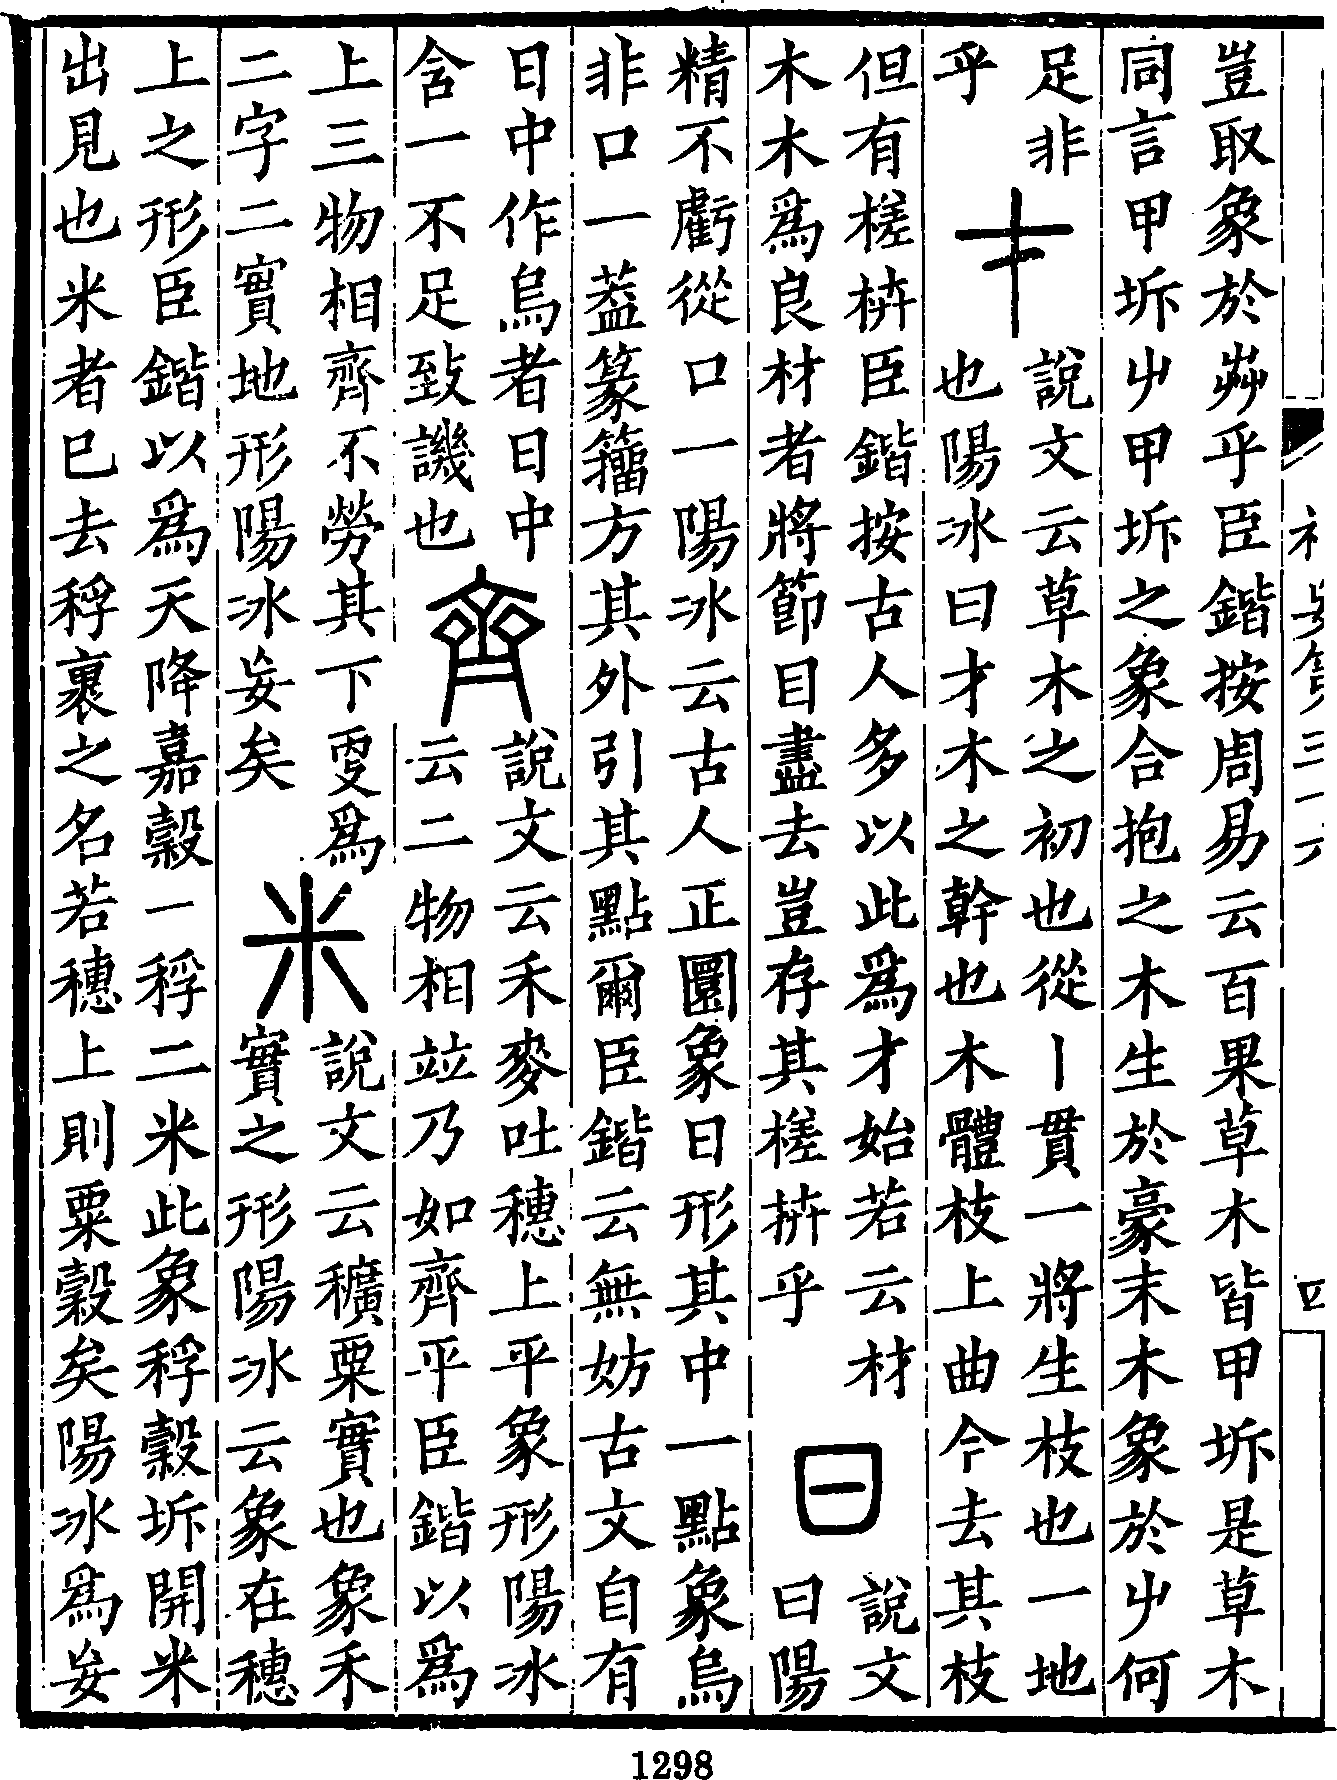 豈取象於艸乎臣鍇按周易云百果草木皆甲坼是草木
同言甲坼屮甲坼之象合抱之木生於豪末木象於屮何
足非
乎
才
說文云草木之初也從丨貫一將生枝也一地
也陽冰曰才木之幹也木體枝上曲今去其枝
但有槎枿臣鍇按古人多以此爲才始若云材
木木爲良材者將節目盡去豈存其槎枿乎
日
說文
曰陽
精不虧從口一陽冰云古人正圜象日形其中一點象烏
非口一葢篆籀方其外引其點爾臣鍇云無妨古文自有
日中作烏者日中
含一不足致譏也
齊
說文云禾麥吐穗上平象形陽冰
云二物相竝乃如齊平臣鍇以爲
上三物相齊不勞其下更爲
二字二實地形陽冰妄矣
米
說文云穬粟實也象禾
實之形陽冰云象在穗
上之形臣鍇以爲天降嘉穀一稃二米此象稃穀坼開米
出見也米者已去稃裹之名若穗上則粟穀矣陽冰爲妄
四
1298